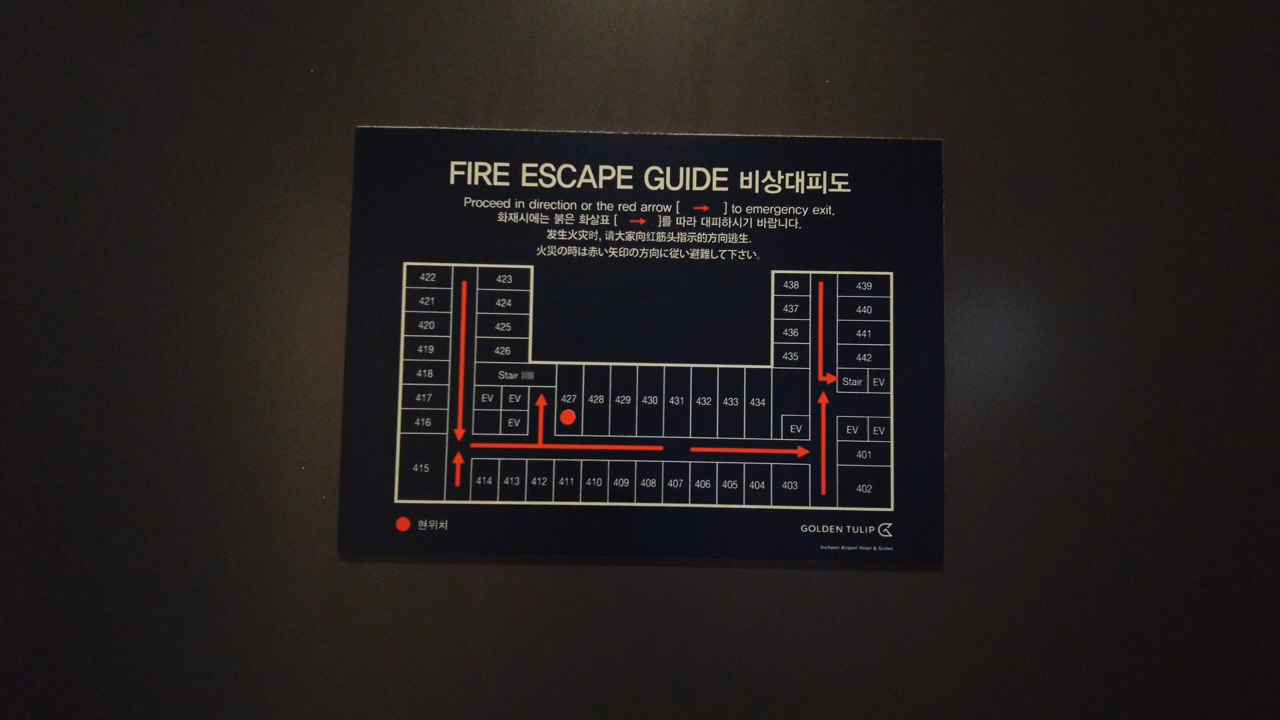 FIRE ESCAPE GUIDE 비상대피도
Proceed in direction or the red arrow [ → ] to emergency exit.
화재시에는 붉은 화살표 [ → ]를 따라 대피하시기 바랍니다.
发生火灾时, 请大家向红筋头指示的方向逃生.
火災の時は赤い矢印の方向に従い避難して下さい。
422 423 438 439
421 424 437 440
420 425 436 441
419 426 435 442
418 Stair Stair EV
417 EV EV 427 428 429 430 431 432 433 434
416 EV EV EV EV
401
415 414 413 412 411 410 409 408 407 406 405 404 403 402
현위치
GOLDEN TULIP
Incheon Airport Hotel & Suites